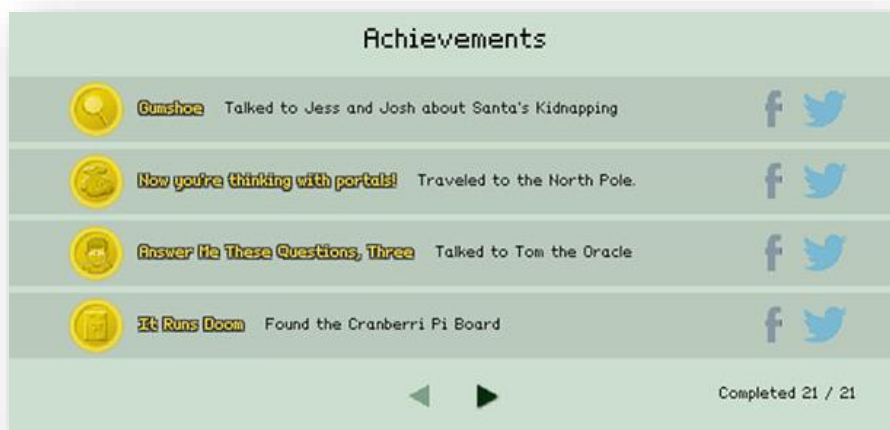 Achievements
Gumshoe Talked to Jess and Josh about Santa's Kidnapping
Now you're thinking with portals! Traveled to the North Pole.
Answer Me These Questions, Three Talked to Tom the Oracle
It Runs Doom Found the Cranberri Pi Board
Completed 21 / 21